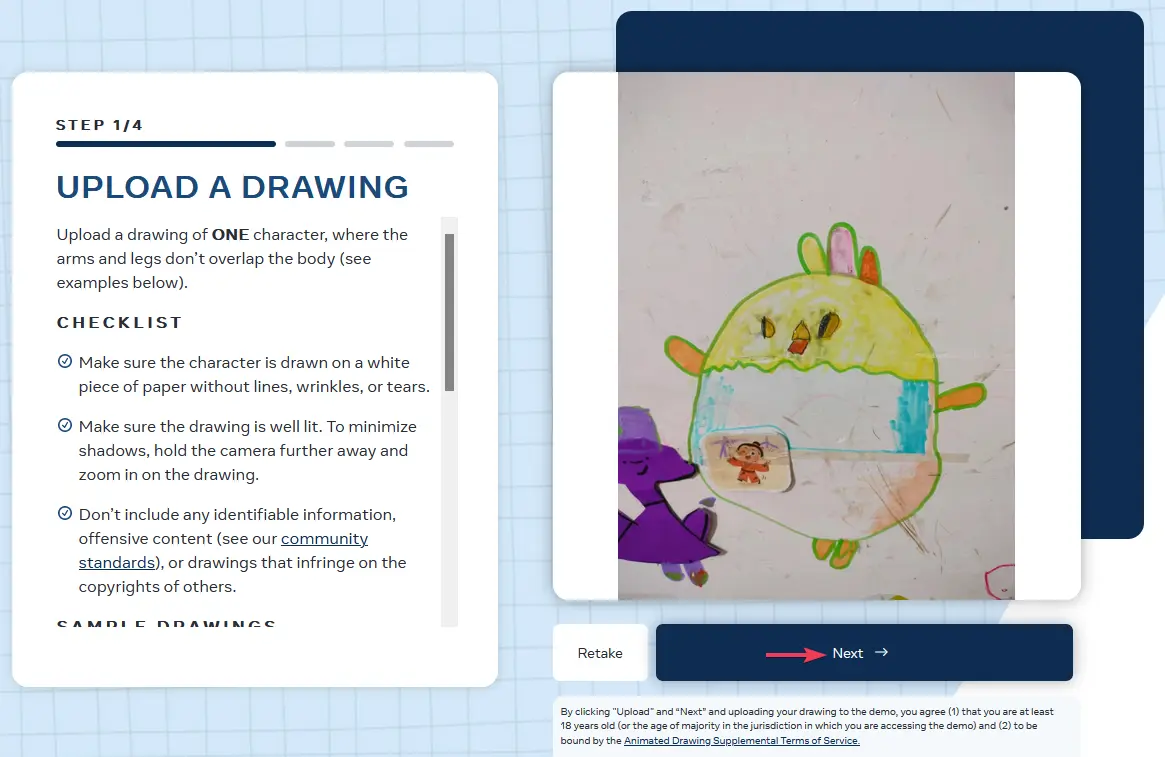 STEP 1/4
UPLOAD A DRAWING
Upload a drawing of ONE character, where the
arms and legs don’t overlap the body (see
examples below).
CHECKLIST
Make sure the character is drawn on a white
piece of paper without lines, wrinkles, or tears.
Make sure the drawing is well lit. To minimize
shadows, hold the camera further away and
zoom in on the drawing.
Don’t include any identifiable information,
offensive content (see our community
standards), or drawings that infringe on the
copyrights of others.
SAMPLE DRAWINGS
Retake
Next
By clicking "Upload" and “Next” and uploading your drawing to the demo, you agree (1) that you are at least
18 years old (or the age of majority in the jurisdiction in which you are accessing the demo) and (2) to be
bound by the Animated Drawing Supplemental Terms of Service.